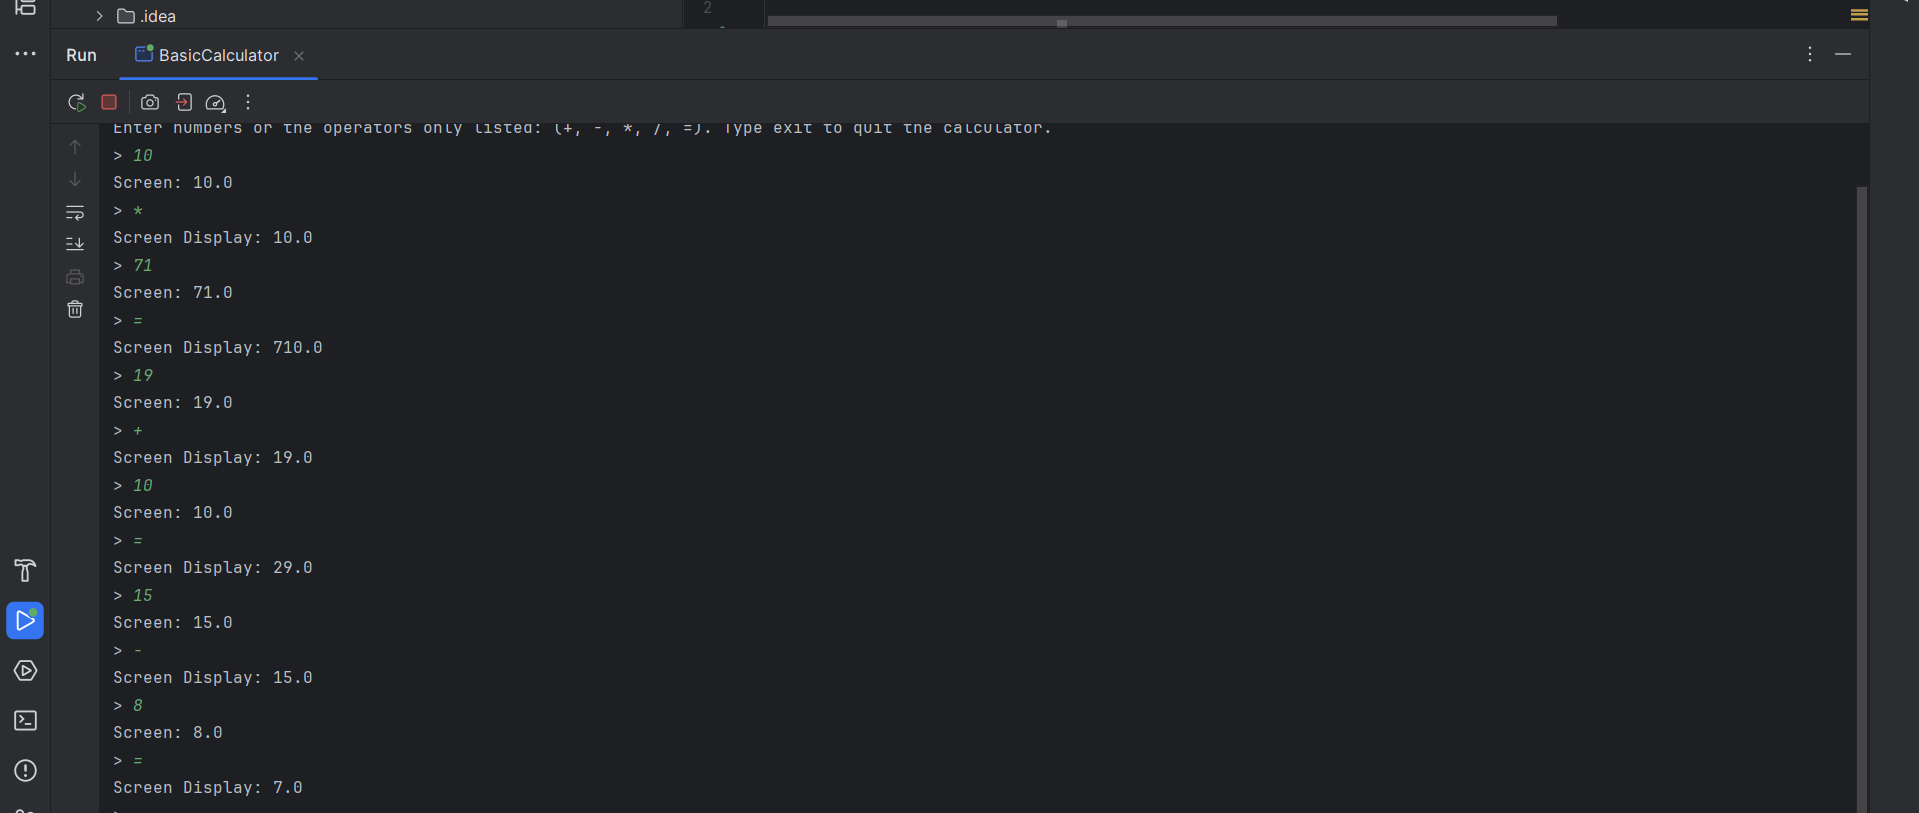 .idea
2
Run BasicCalculator
Enter numbers or the operators only listed: (+, -, *, /, =). Type exit to quit the calculator.
> 10
Screen: 10.0
> *
Screen Display: 10.0
> 71
Screen: 71.0
> =
Screen Display: 710.0
> 19
Screen: 19.0
> +
Screen Display: 19.0
> 10
Screen: 10.0
> =
Screen Display: 29.0
> 15
Screen: 15.0
> -
Screen Display: 15.0
> 8
Screen: 8.0
> =
Screen Display: 7.0